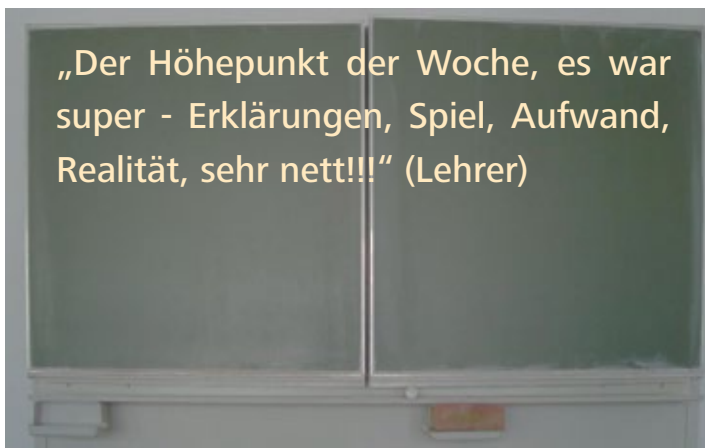 „Der Höhepunkt der Woche, es war
super - Erklärungen, Spiel, Aufwand,
Realität, sehr nett!!!“ (Lehrer)